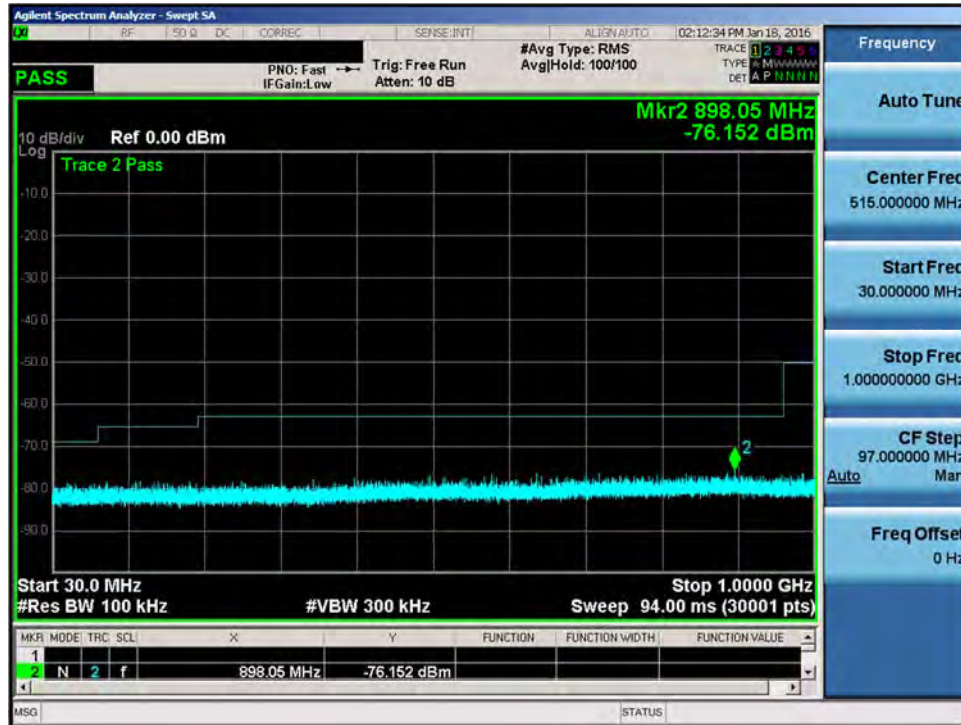 Agilent Spectrum Analyzer - Swept SA
LXI RF 50 Ω DC CORREC SENSE:INT ALIGN AUTO 02:12:34 PM Jan 18, 2016
PASS
PNO: Fast
IFGain:Low
Trig: Free Run
Atten: 10 dB
#Avg Type: RMS
Avg|Hold: 100/100
TRACE 1 2 3 4 5 6
TYPE A M W W W W
DET A P N N N N
Mkr2 898.05 MHz
-76.152 dBm
10 dB/div Ref 0.00 dBm
Log
Trace 2 Pass
-10.0
-20.0
-30.0
-40.0
-50.0
-60.0
-70.0
-80.0
-90.0
2
Start 30.0 MHz Stop 1.0000 GHz
#Res BW 100 kHz #VBW 300 kHz Sweep 94.00 ms (30001 pts)
MKR MODE TRC SCL X Y FUNCTION FUNCTION WIDTH FUNCTION VALUE
1
2 N 2 f 898.05 MHz -76.152 dBm
MSG STATUS
Frequency
Auto Tune
Center Freq
515.000000 MHz
Start Freq
30.000000 MHz
Stop Freq
1.000000000 GHz
CF Step
97.000000 MHz
Auto Man
Freq Offset
0 Hz